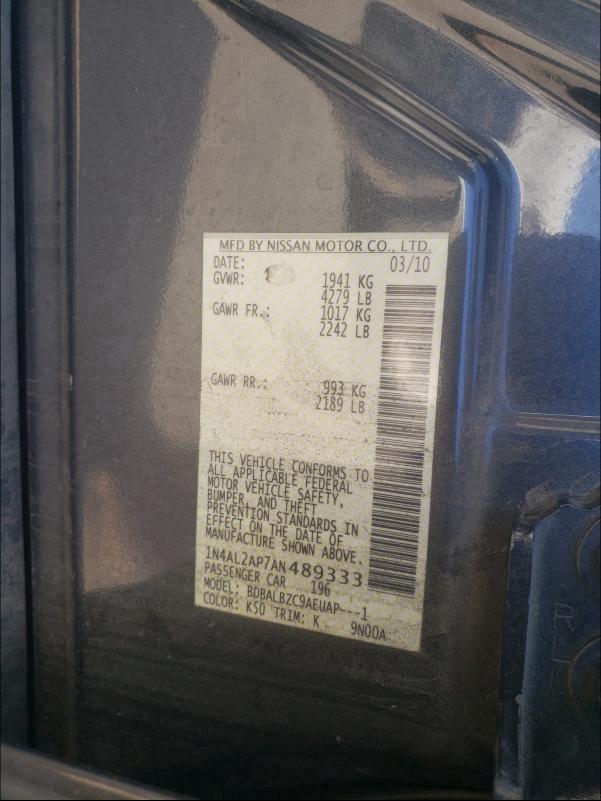 MFD BY NISSAN MOTOR CO., LTD.
DATE: 03/10
GVWR: 1941 KG
4279 LB
GAWR FR.: 1017 KG
2242 LB
GAWR RR.: 993 KG
2189 LB
THIS VEHICLE CONFORMS TO
ALL APPLICABLE FEDERAL
MOTOR VEHICLE SAFETY,
BUMPER, AND THEFT
PREVENTION STANDARDS IN
EFFECT ON THE DATE OF
MANUFACTURE SHOWN ABOVE.
1N4AL2AP7AN489333
PASSENGER CAR 196
MODEL: BDBALBZC9AEUAP---1
COLOR: K50 TRIM: K 9N00A